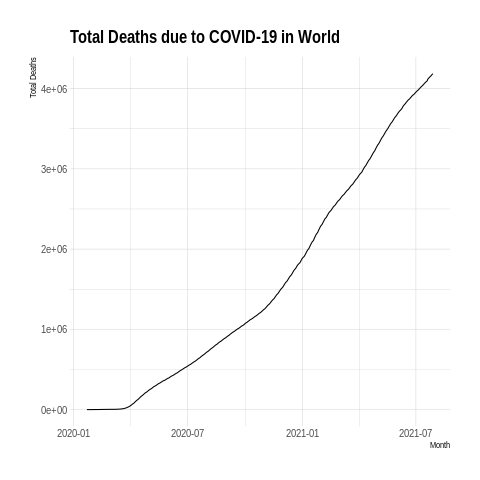 Total Deaths due to COVID-19 in World
Total Deaths
4e+06
3e+06
2e+06
1e+06
0e+00
2020-01 2020-07 2021-01 2021-07
Month